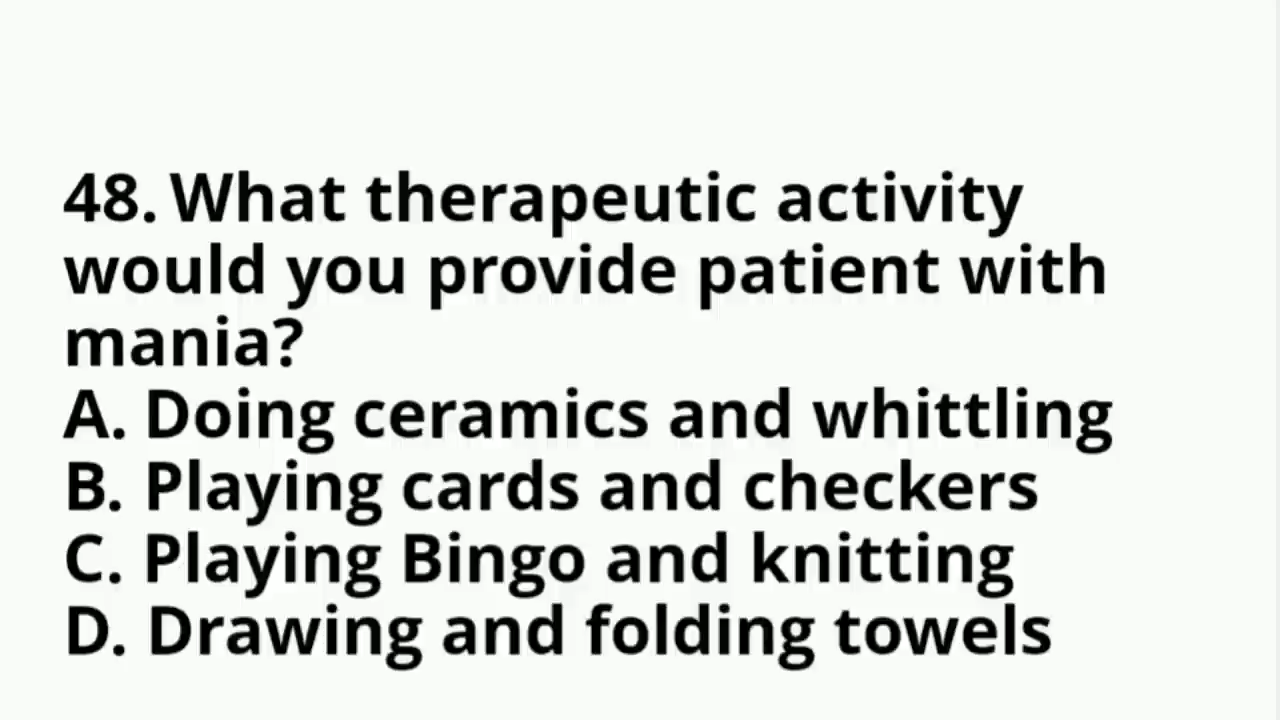 48. What therapeutic activity
would you provide patient with
mania?
A. Doing ceramics and whittling
B. Playing cards and checkers
C. Playing Bingo and knitting
D. Drawing and folding towels